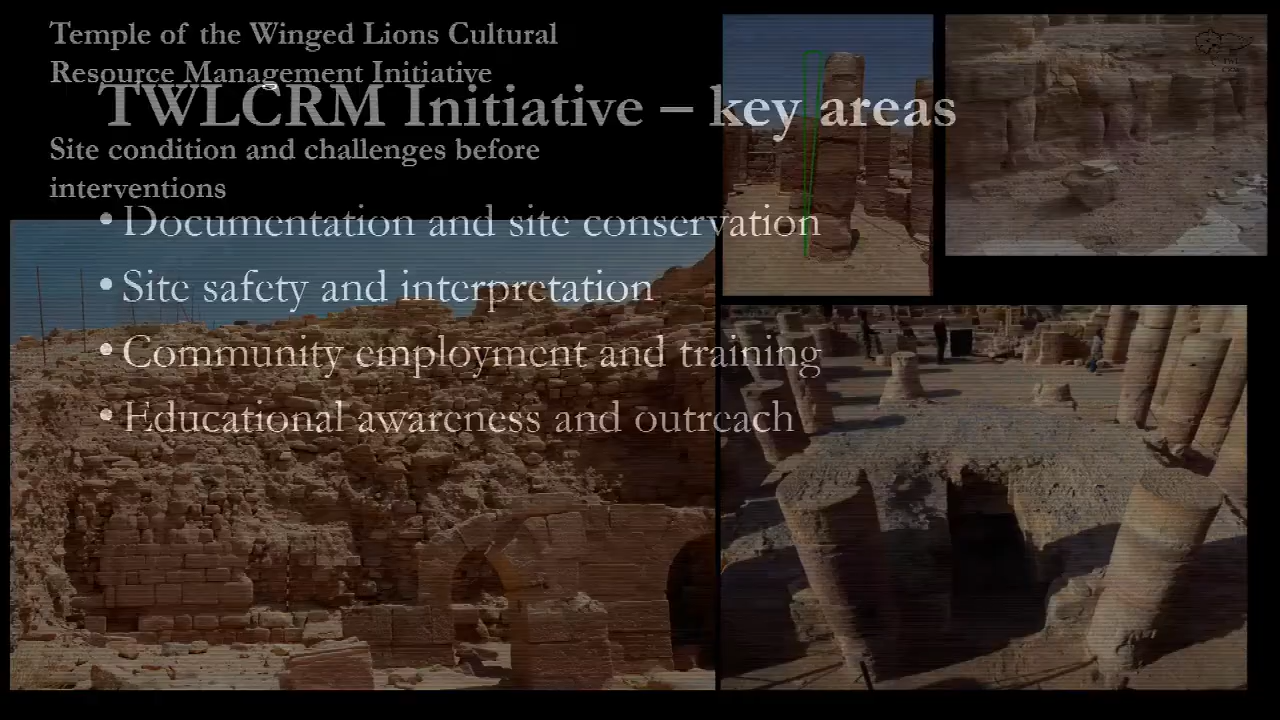 Temple of the Winged Lions Cultural
Resource Management Initiative
TWLCRM Initiative – key areas
Site condition and challenges before
interventions
• Documentation and site conservation
• Site safety and interpretation
• Community employment and training
• Educational awareness and outreach